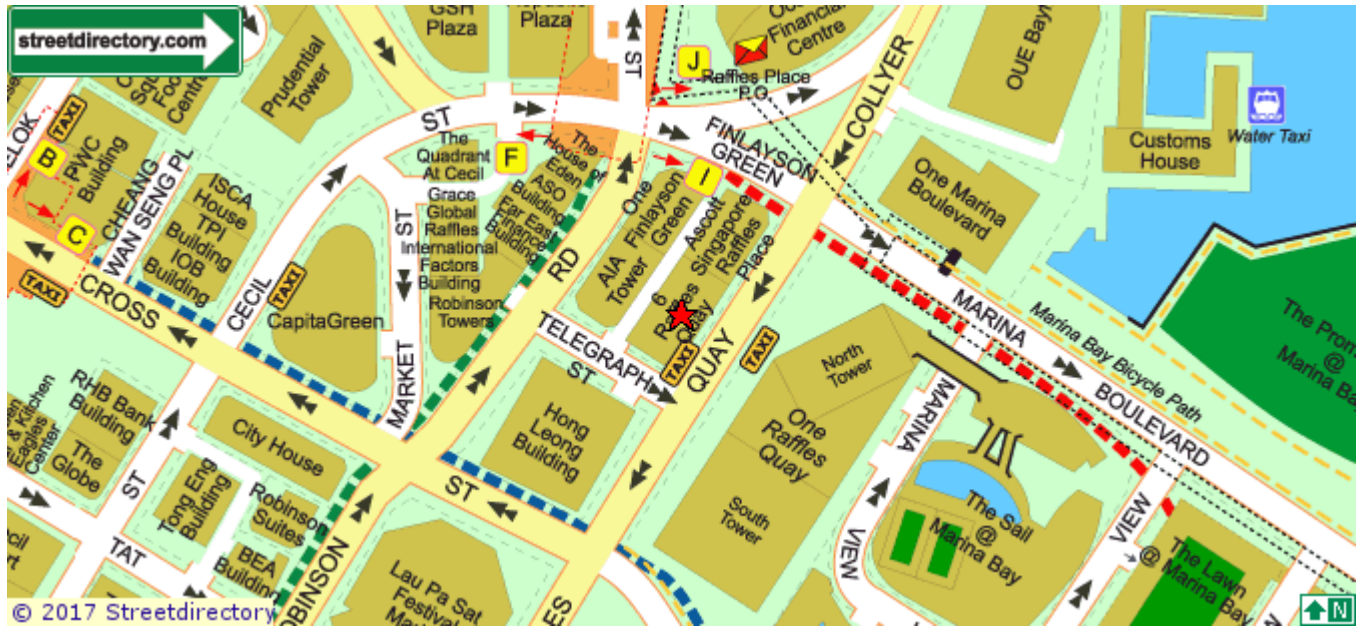 streetdirectory.com
GSH
Plaza
Plaza
Financial
Centre
OUE Bayf
COLLYER
QUAY
Prudential
Tower
Centre
TAXI
B
PWC
Building
C
CHEANG
WAN SENG PL
ISCA
House
TPI
Building
IOB
Building
TAXI
CROSS
ST
CECIL
ST
TAXI
CapitaGreen
MARKET
ST
The
Quadrant
At Cecil
Grace
Global
Raffles
International
Factors
Building
Robinson
Towers
F
The
House of
Eden
ASO
Building
Far East
Finance
Building
ST
J
Raffles Place
P.O
FINLAYSON
GREEN
I
One
Finlayson
Green
AIA
Tower
Ascott
Singapore
Raffles
Place
6
Raffles
Quay
TAXI
TAXI
RD
TELEGRAPH
ST
Hong
Leong
Building
North
Tower
One
Raffles
Quay
South
Tower
One Marina
Boulevard
Customs
House
Water Taxi
MARINA
BOULEVARD
Marina Bay Bicycle Path
The Prom
@
Marina Bay
MARINA
VIEW
The Sail
@
Marina Bay
VIEW
The Lawn
@ Marina Bay
RHB Bank
Building
The
Globe
& Kitchen
Eagles
Center
City House
Tong Eng
Building
Robinson
Suites
BEA
Building
ST
TAT
ROBINSON
Lau Pa Sat
Festival
© 2017 Streetdirectory
N